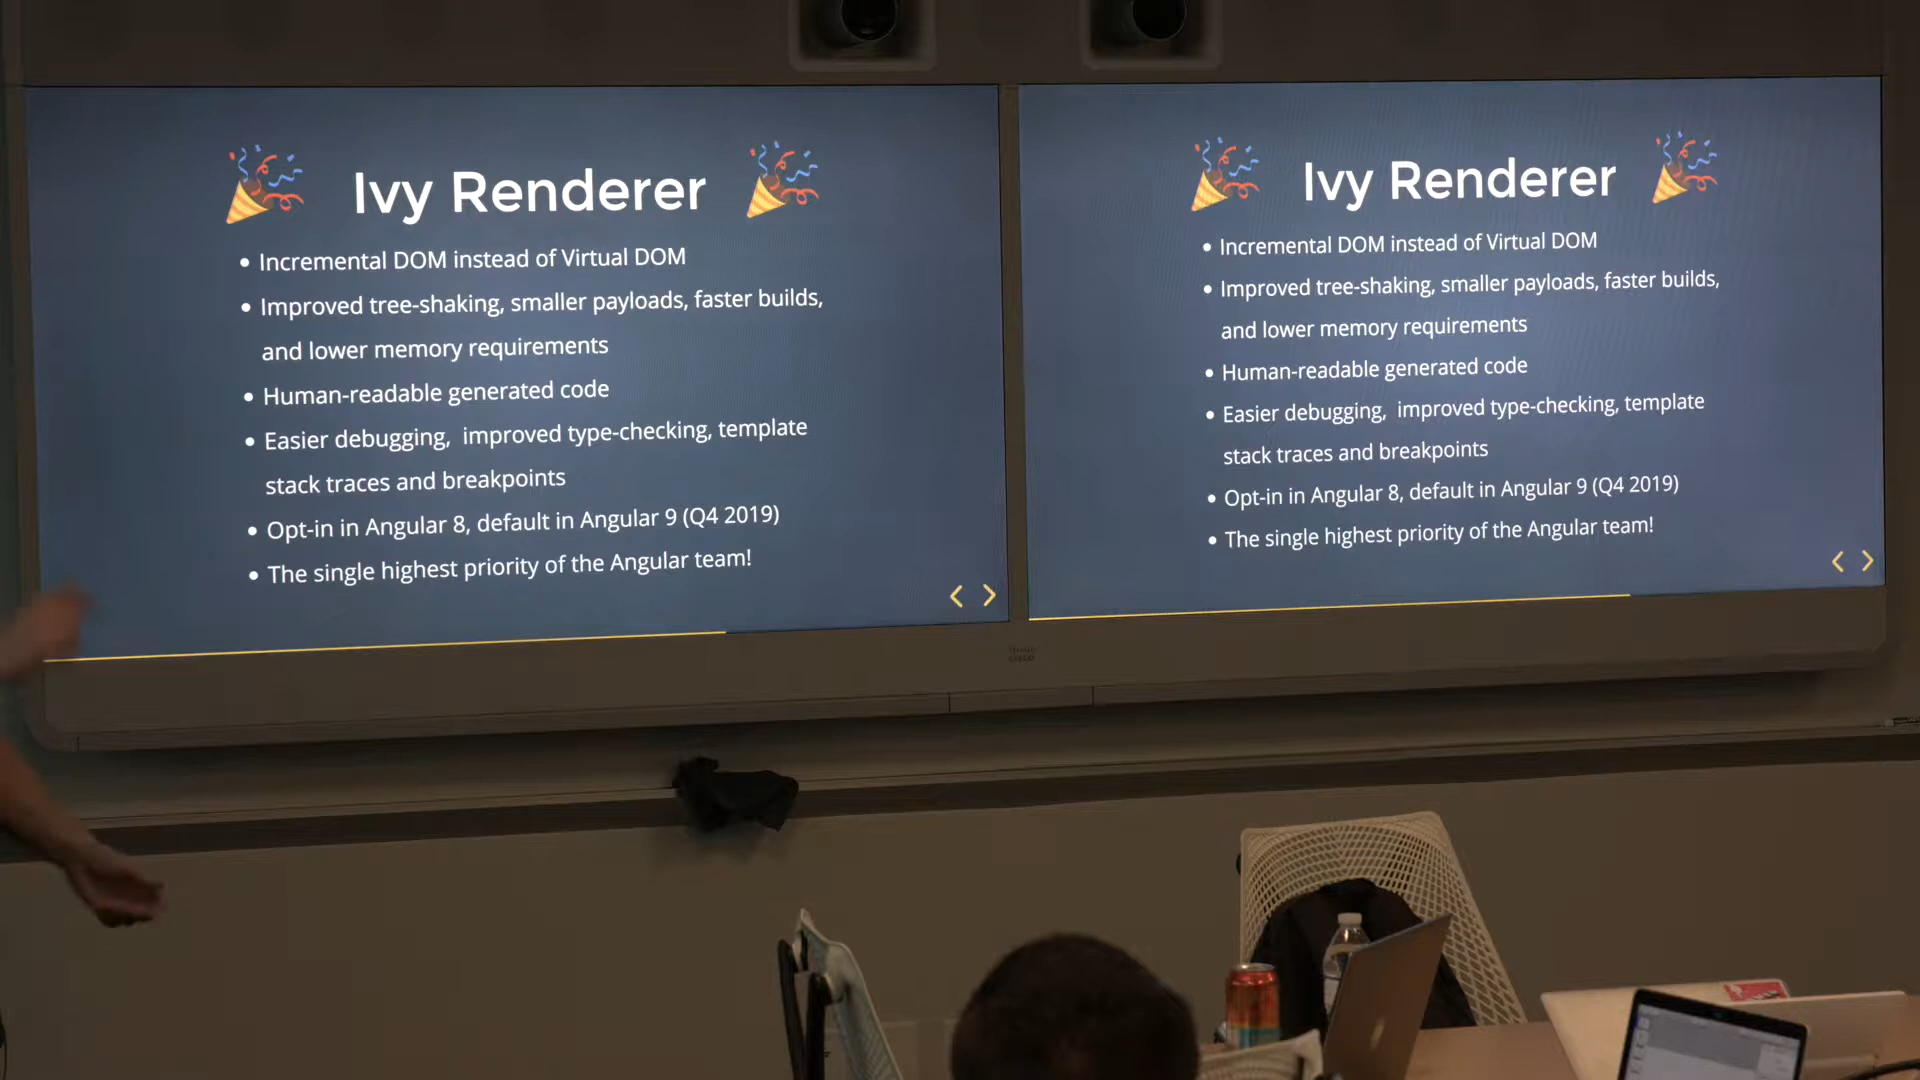 Ivy Renderer
• Incremental DOM instead of Virtual DOM
• Improved tree-shaking, smaller payloads, faster builds,
and lower memory requirements
• Human-readable generated code
• Easier debugging,  improved type-checking, template
stack traces and breakpoints
• Opt-in in Angular 8, default in Angular 9 (Q4 2019)
• The single highest priority of the Angular team!
Ivy Renderer
• Incremental DOM instead of Virtual DOM
• Improved tree-shaking, smaller payloads, faster builds,
and lower memory requirements
• Human-readable generated code
• Easier debugging,  improved type-checking, template
stack traces and breakpoints
• Opt-in in Angular 8, default in Angular 9 (Q4 2019)
• The single highest priority of the Angular team!